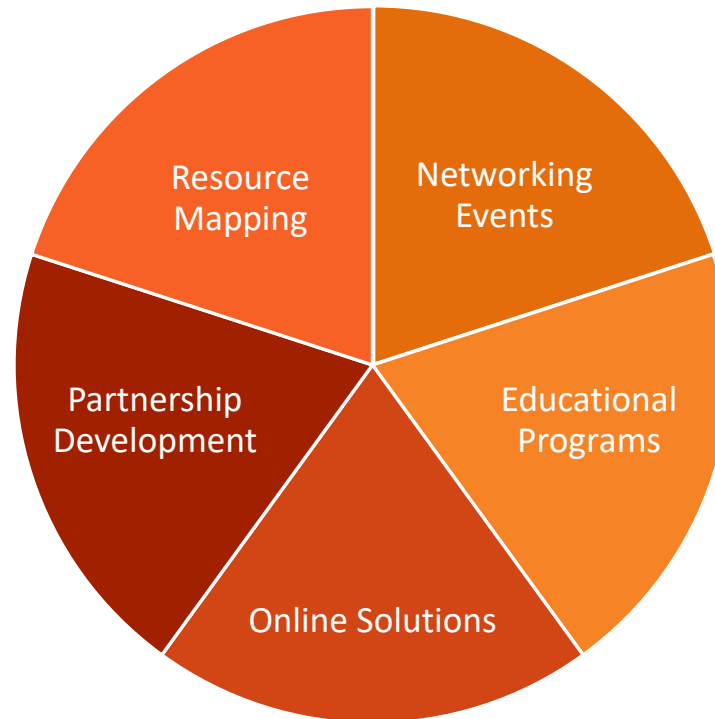 Resource
Mapping
Networking
Events
Partnership
Development
Educational
Programs
Online Solutions